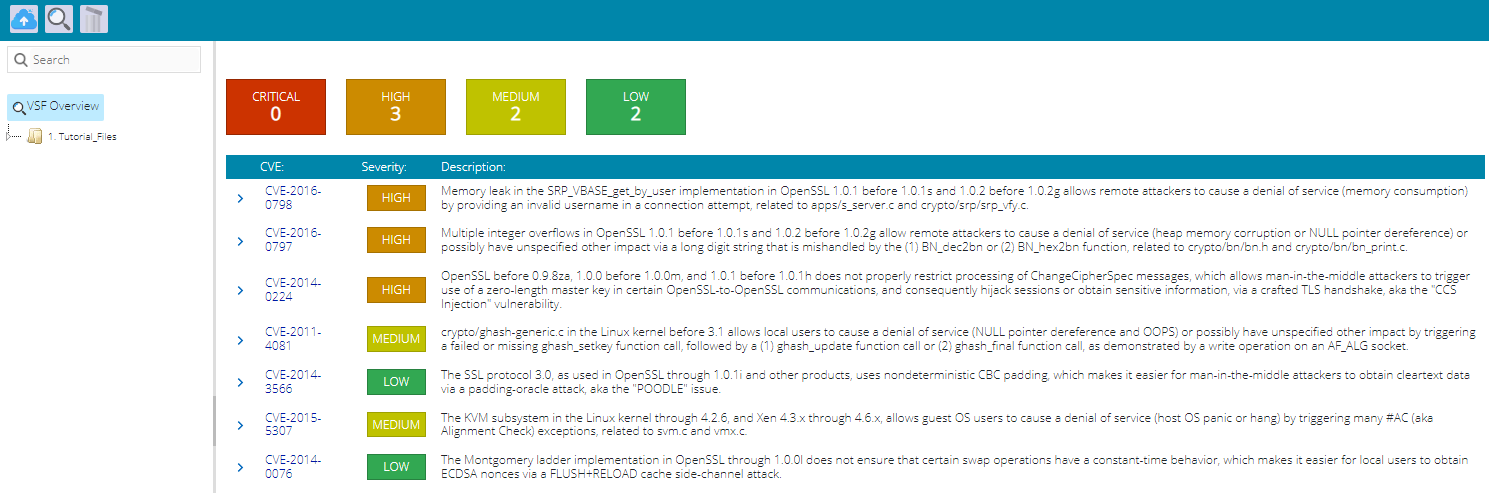 Search
VSF Overview
1. Tutorial_Files
CRITICAL HIGH MEDIUM LOW
0 3 2 2
CVE: Severity: Description:
CVE-2016-0798 HIGH Memory leak in the SRP_VBASE_get_by_user implementation in OpenSSL 1.0.1 before 1.0.1s and 1.0.2 before 1.0.2g allows remote attackers to cause a denial of service (memory consumption)
by providing an invalid username in a connection attempt, related to apps/s_server.c and crypto/srp/srp_vfy.c.
CVE-2016-0797 HIGH Multiple integer overflows in OpenSSL 1.0.1 before 1.0.1s and 1.0.2 before 1.0.2g allow remote attackers to cause a denial of service (heap memory corruption or NULL pointer dereference) or
possibly have unspecified other impact via a long digit string that is mishandled by the (1) BN_dec2bn or (2) BN_hex2bn function, related to crypto/bn/bn.h and crypto/bn/bn_print.c.
CVE-2014-0224 HIGH OpenSSL before 0.9.8za, 1.0.0 before 1.0.0m, and 1.0.1 before 1.0.1h does not properly restrict processing of ChangeCipherSpec messages, which allows man-in-the-middle attackers to trigger
use of a zero-length master key in certain OpenSSL-to-OpenSSL communications, and consequently hijack sessions or obtain sensitive information, via a crafted TLS handshake, aka the "CCS
Injection" vulnerability.
CVE-2011-4081 MEDIUM crypto/ghash-generic.c in the Linux kernel before 3.1 allows local users to cause a denial of service (NULL pointer dereference and OOPS) or possibly have unspecified other impact by triggering
a failed or missing ghash_setkey function call, followed by a (1) ghash_update function call or (2) ghash_final function call, as demonstrated by a write operation on an AF_ALG socket.
CVE-2014-3566 LOW The SSL protocol 3.0, as used in OpenSSL through 1.0.1i and other products, uses nondeterministic CBC padding, which makes it easier for man-in-the-middle attackers to obtain cleartext data
via a padding-oracle attack, aka the "POODLE" issue.
CVE-2015-5307 MEDIUM The KVM subsystem in the Linux kernel through 4.2.6, and Xen 4.3.x through 4.6.x, allows guest OS users to cause a denial of service (host OS panic or hang) by triggering many #AC (aka
Alignment Check) exceptions, related to svm.c and vmx.c.
CVE-2014-0076 LOW The Montgomery ladder implementation in OpenSSL through 1.0.0l does not ensure that certain swap operations have a constant-time behavior, which makes it easier for local users to obtain
ECDSA nonces via a FLUSH+RELOAD cache side-channel attack.